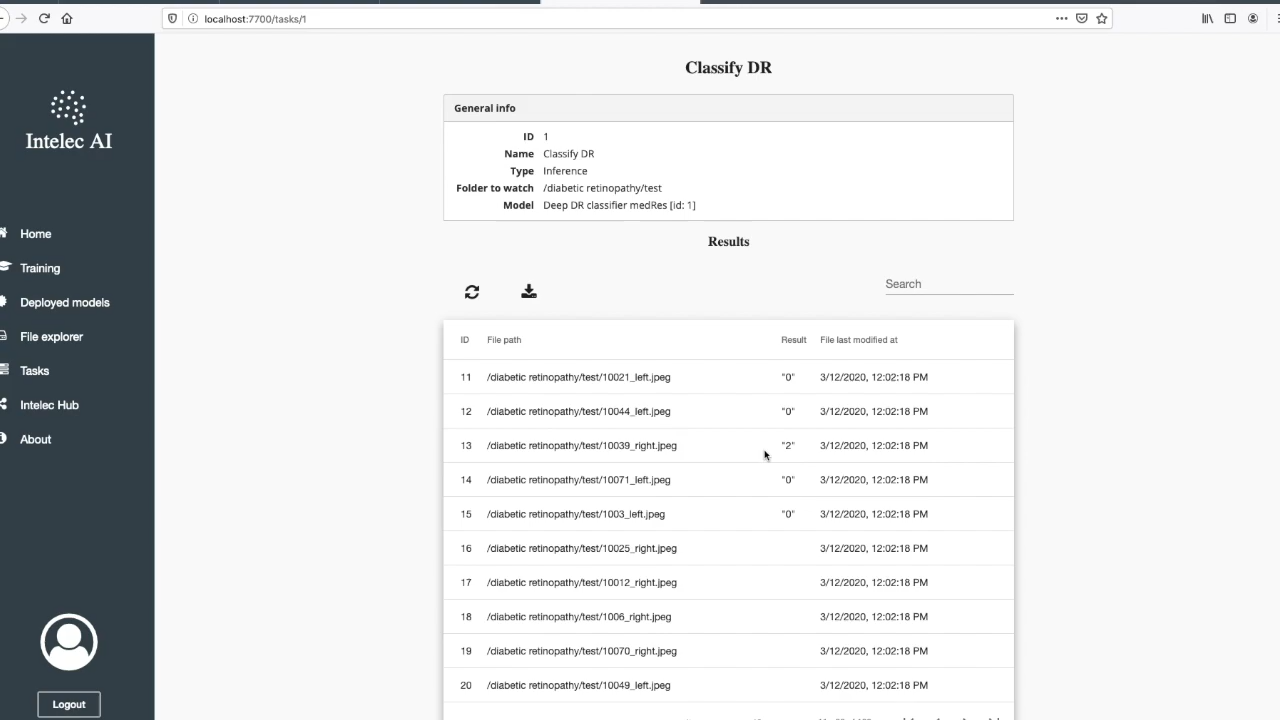 localhost:7700/tasks/1
Intelec AI
Home
Training
Deployed models
File explorer
Tasks
Intelec Hub
About
Logout
Classify DR
General info
ID 1
Name Classify DR
Type Inference
Folder to watch /diabetic retinopathy/test
Model Deep DR classifier medRes [id: 1]
Results
Search
ID File path Result File last modified at
11 /diabetic retinopathy/test/10021_left.jpeg "0" 3/12/2020, 12:02:18 PM
12 /diabetic retinopathy/test/10044_left.jpeg "0" 3/12/2020, 12:02:18 PM
13 /diabetic retinopathy/test/10039_right.jpeg "2" 3/12/2020, 12:02:18 PM
14 /diabetic retinopathy/test/10071_left.jpeg "0" 3/12/2020, 12:02:18 PM
15 /diabetic retinopathy/test/1003_left.jpeg "0" 3/12/2020, 12:02:18 PM
16 /diabetic retinopathy/test/10025_right.jpeg 3/12/2020, 12:02:18 PM
17 /diabetic retinopathy/test/10012_right.jpeg 3/12/2020, 12:02:18 PM
18 /diabetic retinopathy/test/1006_right.jpeg 3/12/2020, 12:02:18 PM
19 /diabetic retinopathy/test/10070_right.jpeg 3/12/2020, 12:02:18 PM
20 /diabetic retinopathy/test/10049_left.jpeg 3/12/2020, 12:02:18 PM